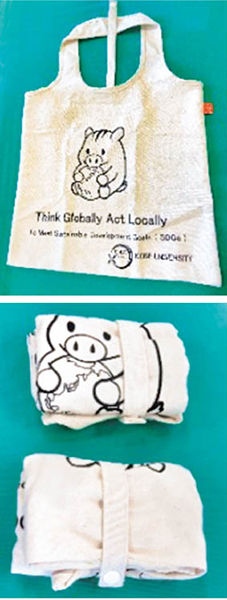 Think Globally Act Locally
To Meet Sustainable Development Goals (SDGs)
KOBE UNIVERSITY